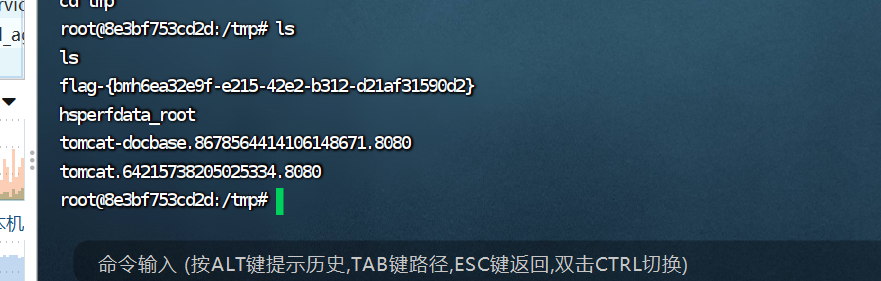 cd tmp
root@8e3bf753cd2d:/tmp# ls
ls
flag-{bmh6ea32e9f-e215-42e2-b312-d21af31590d2}
hsperfdata_root
tomcat-docbase.8678564414106148671.8080
tomcat.64215738205025334.8080
root@8e3bf753cd2d:/tmp#
本机
命令输入 (按ALT键提示历史,TAB键路径,ESC键返回,双击CTRL切换)